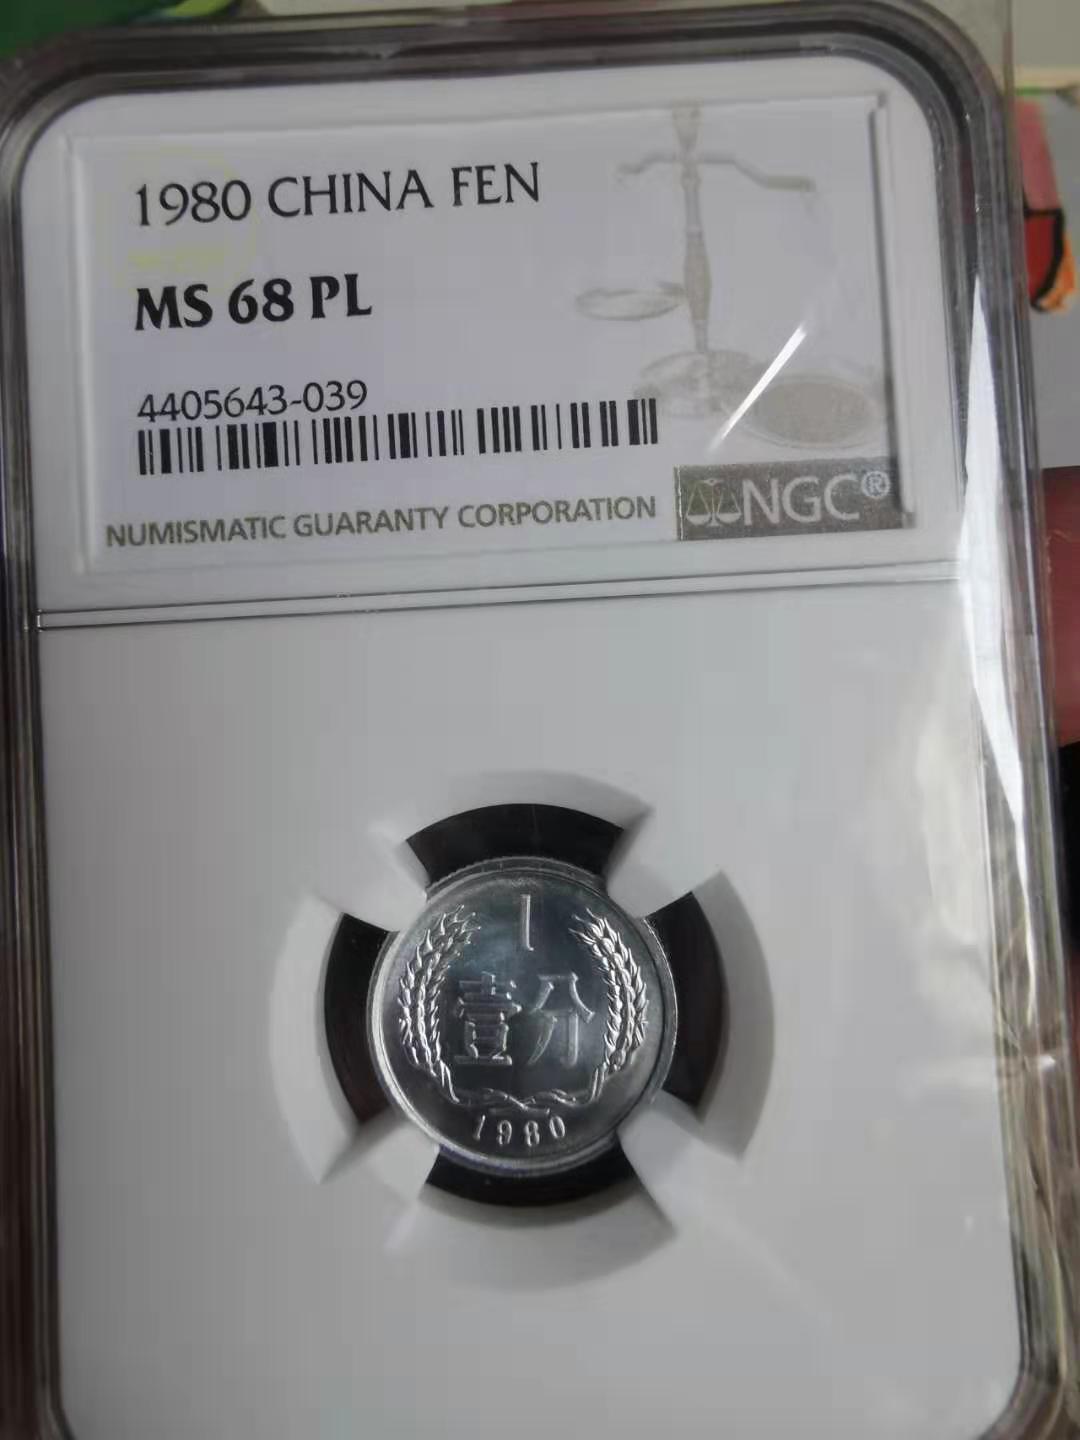 1980 CHINA FEN
MS 68 PL
4405643-039
NUMISMATIC GUARANTY CORPORATION
NGC®
1
壹分
1980